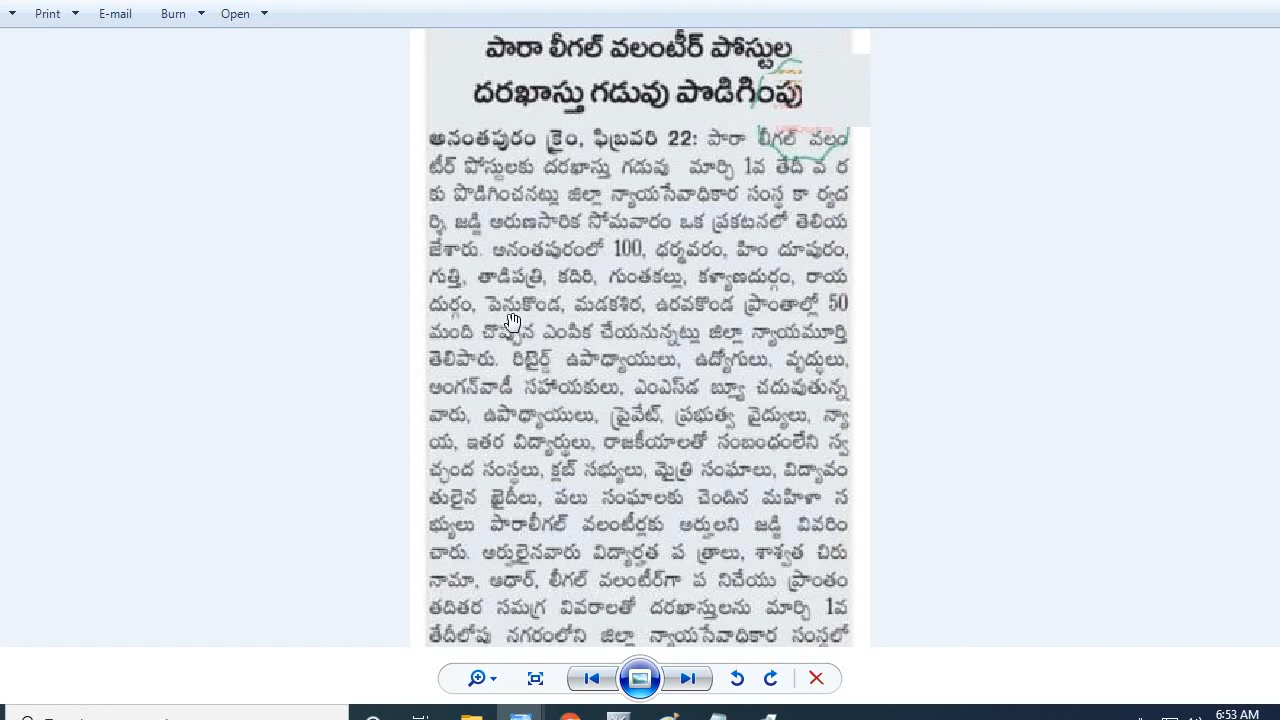 Print E-mail Burn Open
పారా లీగల్ వలంటీర్ పోస్టుల
దరఖాస్తు గడువు పొడిగింపు
అనంతపురం క్రైం, ఫిబ్రవరి 22: పారా లీగల్ వలం
టీర్ పోస్టులకు దరఖాస్తు గడువు మార్చి 1వ తేదీ వ ర
కు పొడిగించనట్లు జిల్లా న్యాయసేవాధికార సంస్థ కా ర్యద
ర్శి జడ్జీ అరుణసారిక సోమవారం ఒక ప్రకటనలో తెలియ
జేశారు. అనంతపురంలో 100, ధర్మవరం, హిం దూపురం,
గుత్తి, తాడిపత్రి, కదిరి, గుంతకల్లు, కళ్యాణదుర్గం, రాయ
దుర్గం, పెనుకొండ, మడకశిర, ఉరవకొండ ప్రాంతాల్లో 50
మంది చొప్పున ఎంపిక చేయనున్నట్లు జిల్లా న్యాయమూర్తి
తెలిపారు. రిటైర్డ్ ఉపాధ్యాయులు, ఉద్యోగులు, వృద్ధులు,
అంగన్‌వాడీ సహాయకులు, ఎంఎస్‌డ బ్ల్యూ చదువుతున్న
వారు, ఉపాధ్యాయులు, ప్రైవేట్, ప్రభుత్వ వైద్యులు, న్యా
య, ఇతర విద్యార్థులు, రాజకీయాలతో సంబంధంలేని స్వ
చ్ఛంద సంస్థలు, క్లబ్ సభ్యులు, మైత్రి సంఘాలు, విద్యావం
తులైన ఖైదీలు, పలు సంఘాలకు చెందిన మహిళా స
భ్యులు పారాలీగల్ వలంటీర్లకు అర్హులని జడ్జి వివరిం
చారు. అర్హులైనవారు విద్యార్హత ప త్రాలు, శాశ్వత చిరు
నామా, ఆధార్, లీగల్ వలంటీర్‌గా ప నిచేయు ప్రాంతం
తదితర సమగ్ర వివరాలతో దరఖాస్తులను మార్చి 1వ
తేదీలోపు నగరంలోని జిల్లా న్యాయసేవాధికార సంస్థలో
6:53 AM